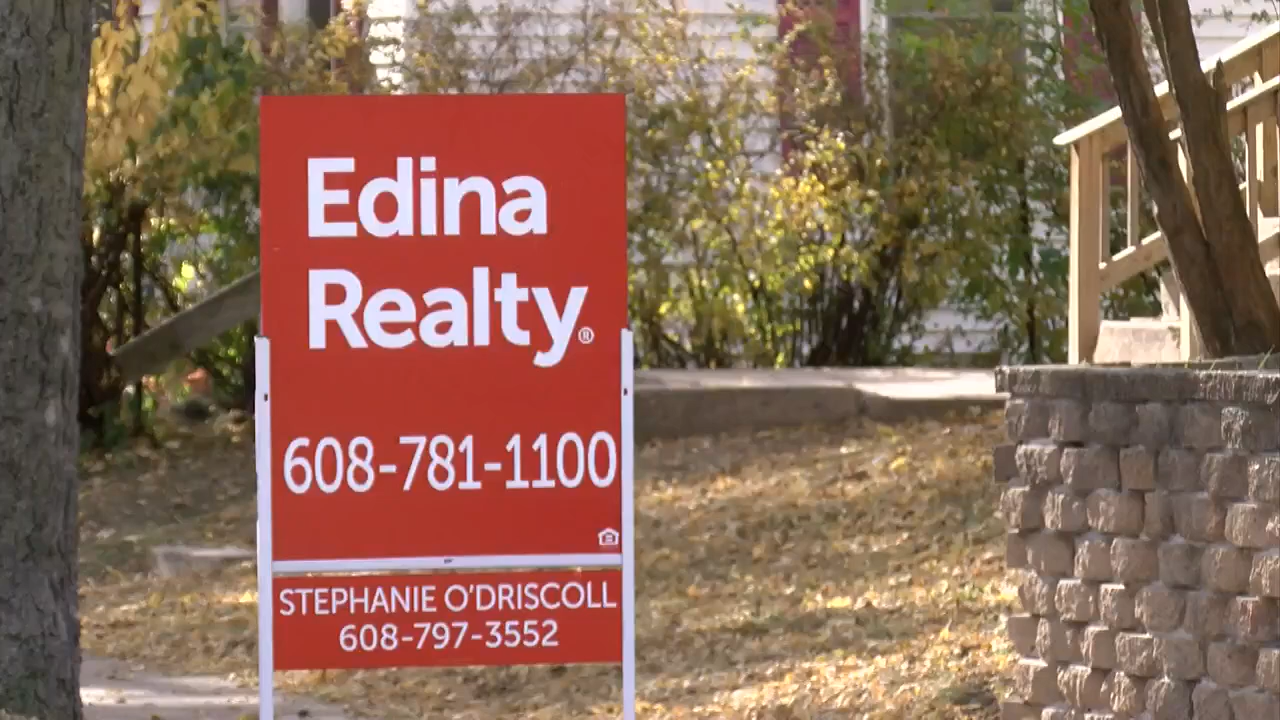 Edina
Realty®
608-781-1100
STEPHANIE O'DRISCOLL
608-797-3552